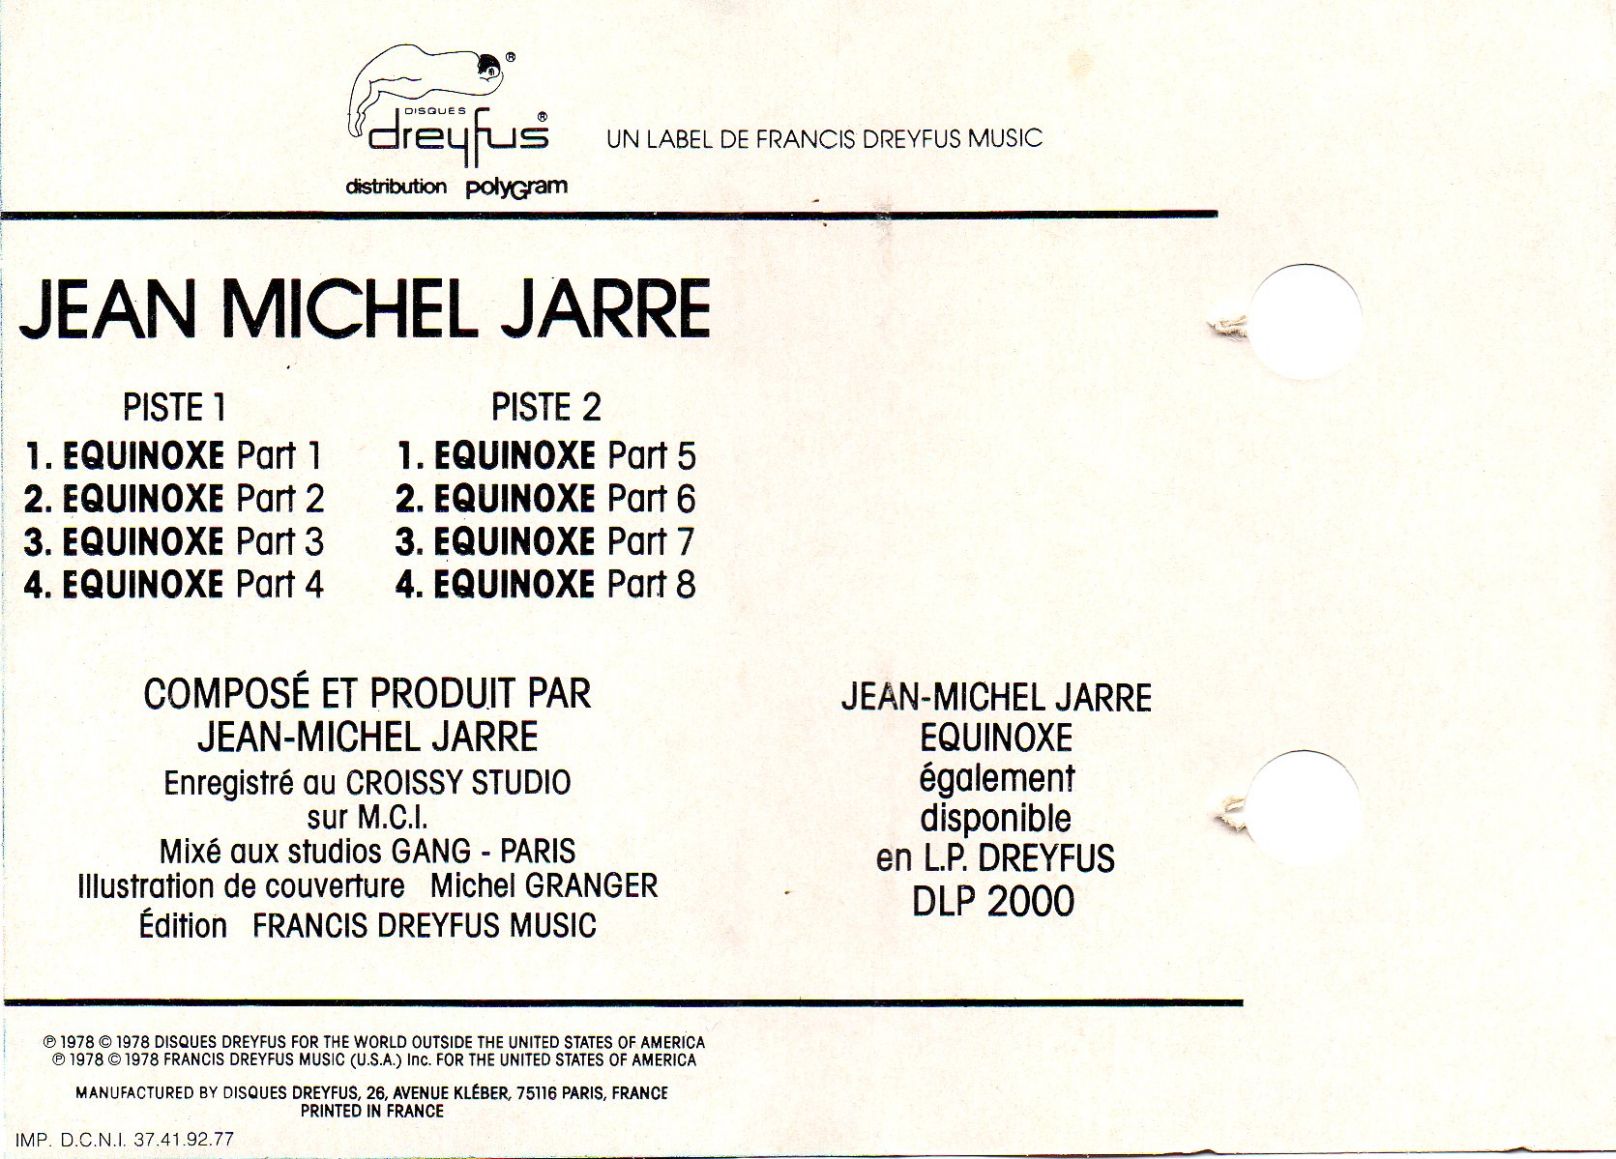 DISQUES
dreyfus®
®
distribution polyGram
UN LABEL DE FRANCIS DREYFUS MUSIC
JEAN MICHEL JARRE
PISTE 1
1. EQUINOXE Part 1
2. EQUINOXE Part 2
3. EQUINOXE Part 3
4. EQUINOXE Part 4
PISTE 2
1. EQUINOXE Part 5
2. EQUINOXE Part 6
3. EQUINOXE Part 7
4. EQUINOXE Part 8
COMPOSÉ ET PRODUIT PAR
JEAN-MICHEL JARRE
Enregistré au CROISSY STUDIO
sur M.C.I.
Mixé aux studios GANG - PARIS
Illustration de couverture Michel GRANGER
Édition FRANCIS DREYFUS MUSIC
JEAN-MICHEL JARRE
EQUINOXE
également
disponible
en L.P. DREYFUS
DLP 2000
℗ 1978 © 1978 DISQUES DREYFUS FOR THE WORLD OUTSIDE THE UNITED STATES OF AMERICA
℗ 1978 © 1978 FRANCIS DREYFUS MUSIC (U.S.A.) Inc. FOR THE UNITED STATES OF AMERICA
MANUFACTURED BY DISQUES DREYFUS, 26, AVENUE KLÉBER, 75116 PARIS, FRANCE
PRINTED IN FRANCE
IMP. D.C.N.I. 37.41.92.77